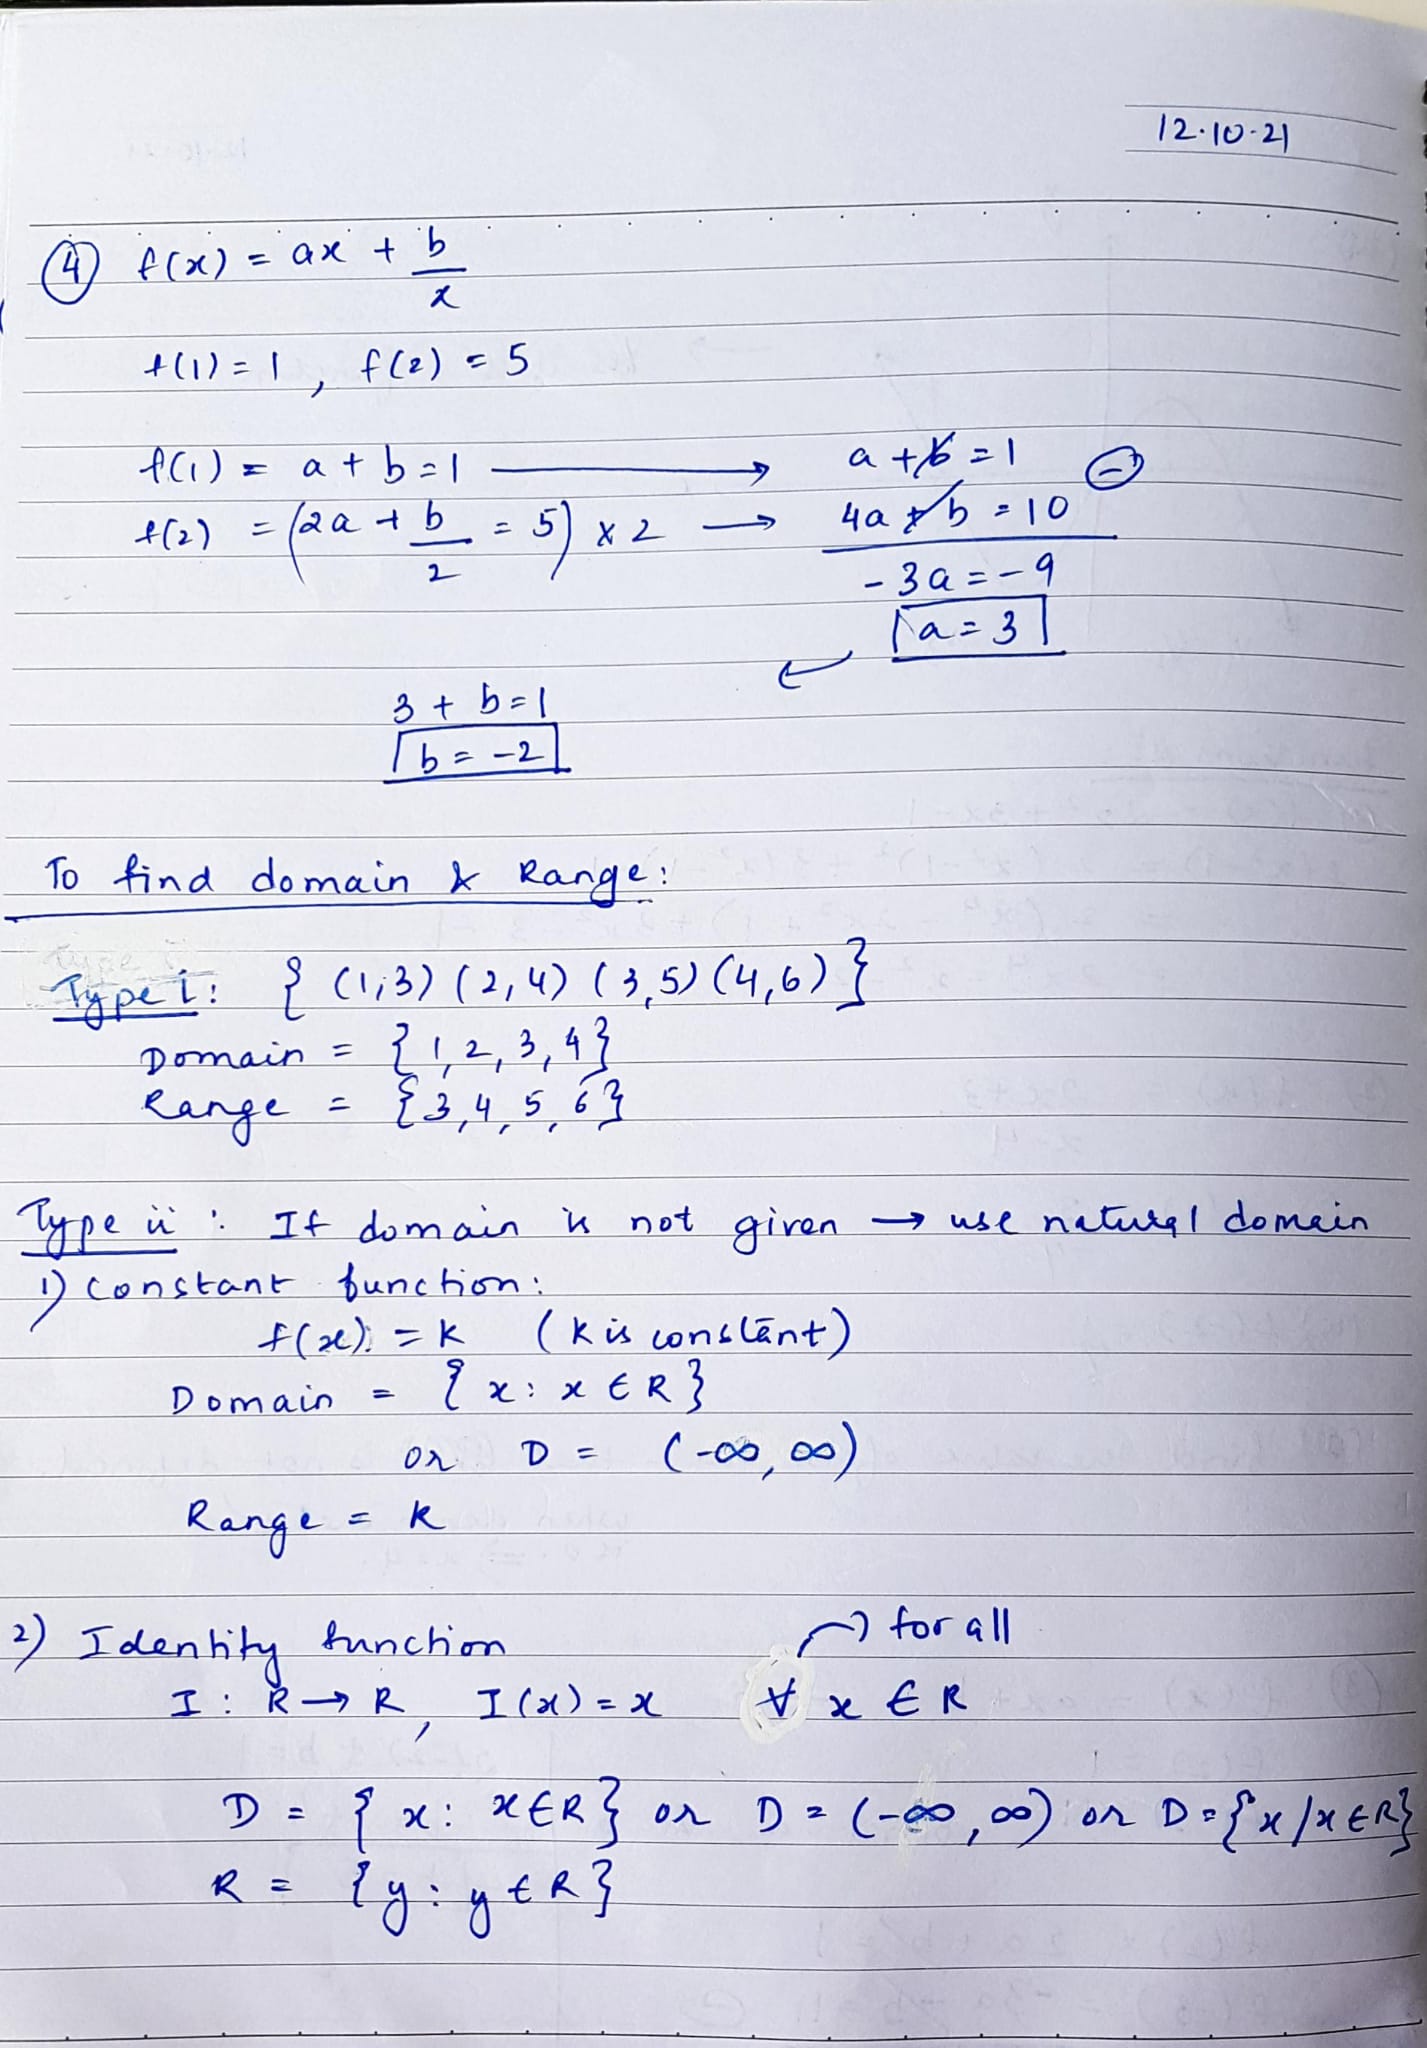 12.10.21
④ f(x) = ax + b/x
f(1) = 1 , f(2) = 5
f(1) = a + b = 1 ⟶ a + b = 1 ⊖
f(2) = (2a + b/2 = 5) x 2 → 4a + b = 10
- 3a = - 9
a = 3
3 + b = 1
b = -2
To find domain & Range:
Type i: { (1,3) (2,4) (3,5) (4,6) }
Domain = {1, 2, 3, 4}
Range = {3, 4, 5, 6}
Type ii : If domain is not given → use natural domain
1) constant function:
f(x) = k (k is constant)
Domain = { x: x ∈ R }
or D = (-∞, ∞)
Range = k
2) Identity function → for all
I : R → R, I(x) = x ∀ x ∈ R
D = { x: x ∈ R } or D = (-∞, ∞) or D = {x / x ∈ R}
R = { y: y ∈ R }